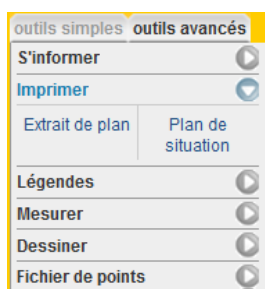 outils simples outils avancés
S'informer
Imprimer
Extrait de plan Plan de
situation
Légendes
Mesurer
Dessiner
Fichier de points